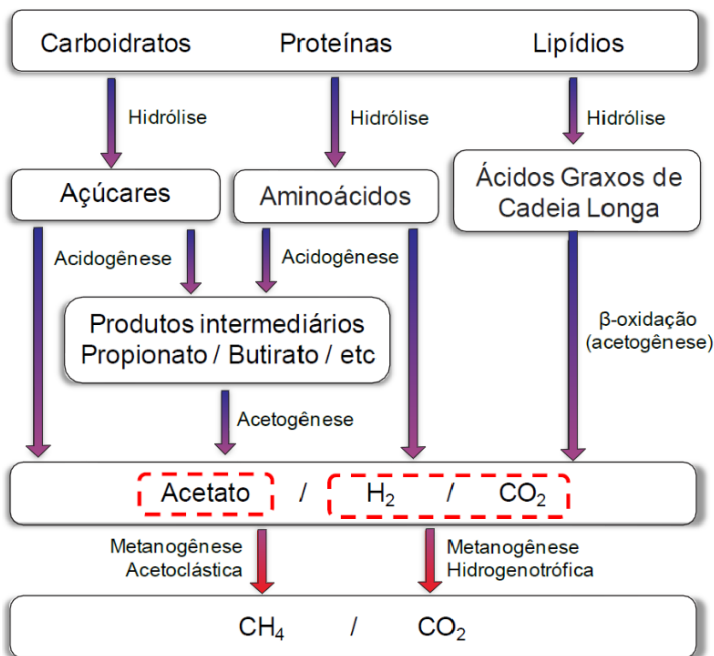 Carboidratos Proteínas Lipídios
Hidrólise Hidrólise Hidrólise
Açúcares
Aminoácidos
Ácidos Graxos de
Cadeia Longa
Acidogênese Acidogênese
Produtos intermediários
Propionato / Butirato / etc
β-oxidação
(acetogênese)
Acetogênese
Acetato / H₂ / CO₂
Metanogênese
Acetoclástica
Metanogênese
Hidrogenotrófica
CH₄ / CO₂